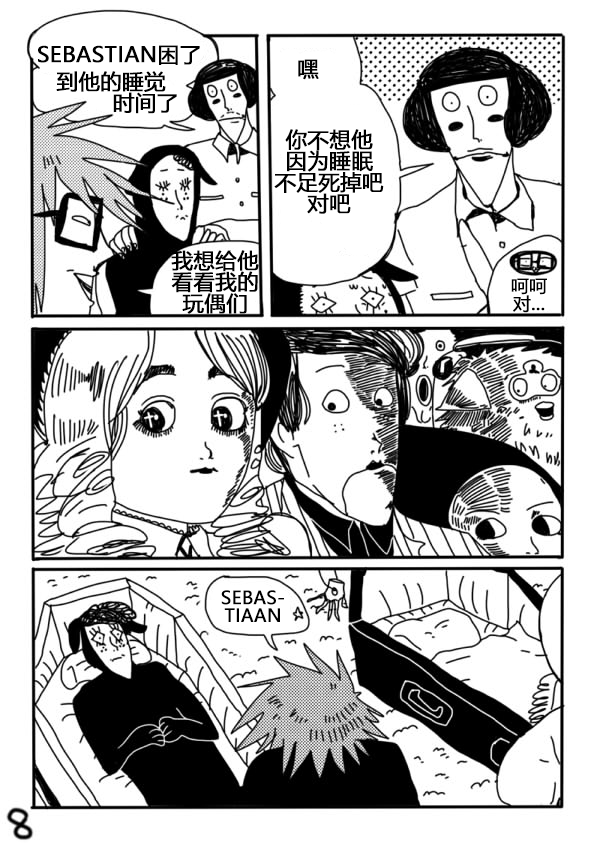 SEBASTIAN困了
到他的睡觉
时间了
我想给他
看看我的
玩偶们
嘿
你不想他
因为睡眠
不足死掉吧
对吧
呵呵
对...
SEBAS-
TIAAN
8